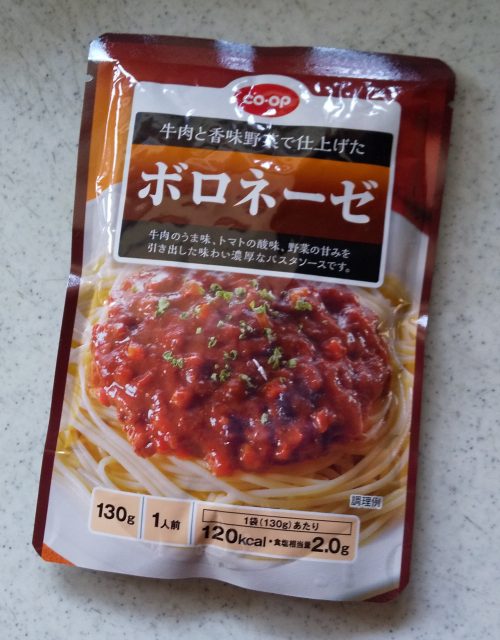 CO-OP
牛肉と香味野菜で仕上げた
ボロネーゼ
牛肉のうま味、トマトの酸味、野菜の甘みを
引き出した味わい濃厚なパスタソースです。
調理例
130g
1人前
1袋(130g)あたり
120kcal・食塩相当量2.0g